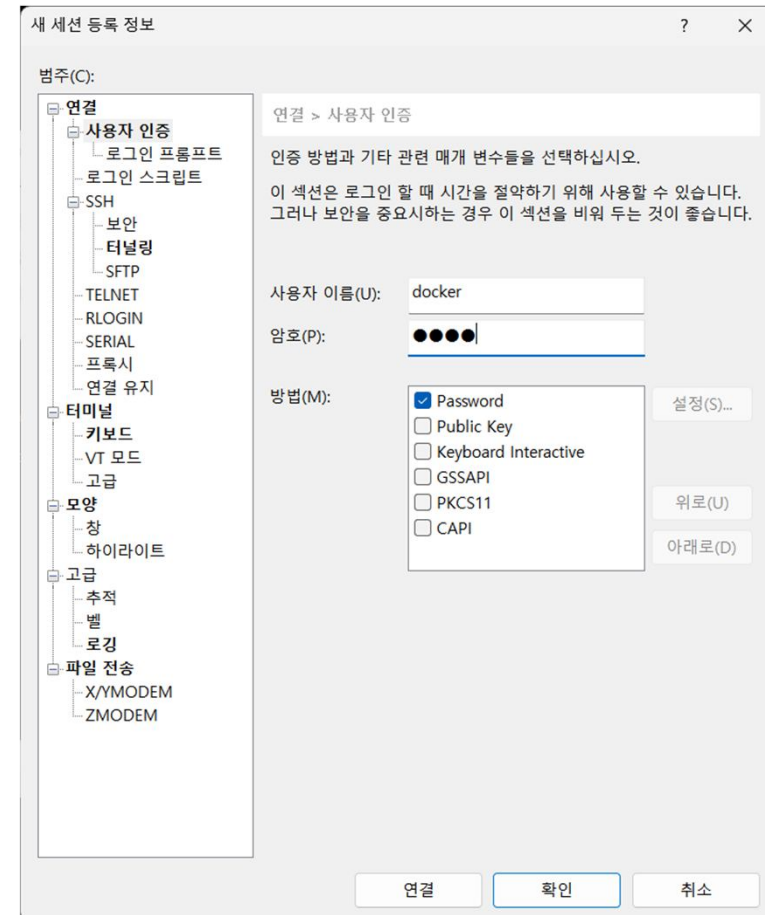 새 세션 등록 정보
?
범주(C):
연결
사용자 인증
로그인 프롬프트
로그인 스크립트
SSH
보안
터널링
SFTP
TELNET
RLOGIN
SERIAL
프록시
연결 유지
터미널
키보드
VT 모드
고급
모양
창
하이라이트
고급
추적
벨
로깅
파일 전송
X/YMODEM
ZMODEM
연결 > 사용자 인증
인증 방법과 기타 관련 매개 변수들을 선택하십시오.
이 섹션은 로그인 할 때 시간을 절약하기 위해 사용할 수 있습니다.
그러나 보안을 중요시하는 경우 이 섹션을 비워 두는 것이 좋습니다.
사용자 이름(U): docker
암호(P): ●●●●
방법(M):
Password
Public Key
Keyboard Interactive
GSSAPI
PKCS11
CAPI
설정(S)...
위로(U)
아래로(D)
연결 확인 취소